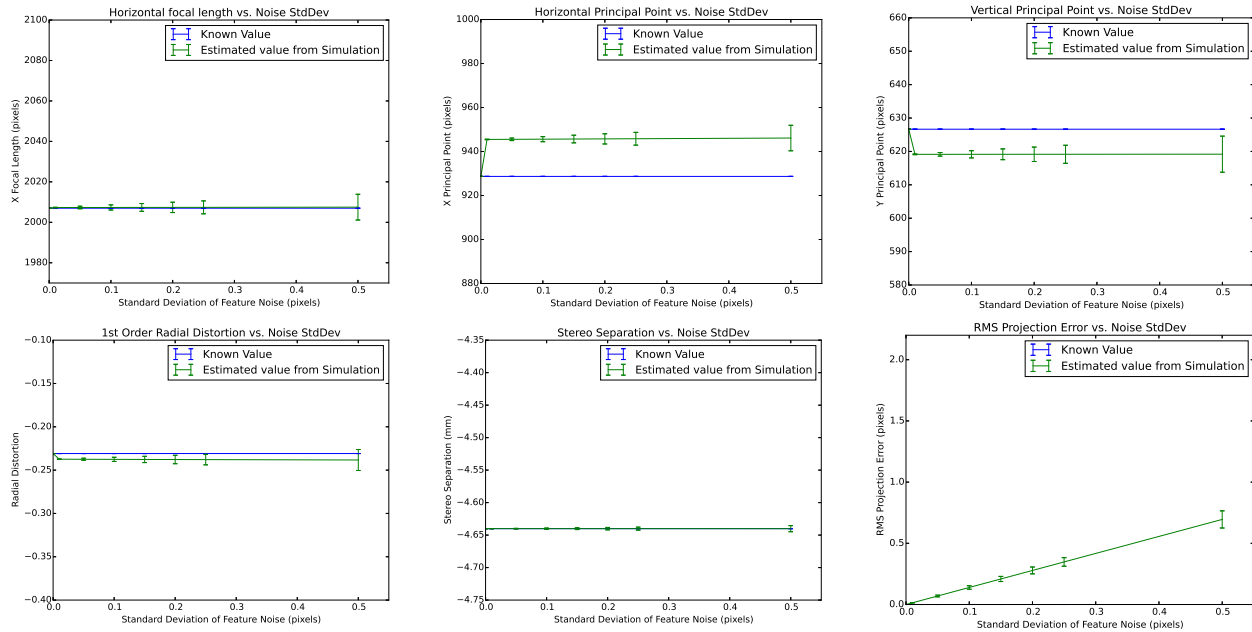 Horizontal focal length vs. Noise StdDev
2100
2080
2060
2040
2020
2000
1980
X Focal Length (pixels)
Known Value
Estimated value from Simulation
0.0 0.1 0.2 0.3 0.4 0.5
Standard Deviation of Feature Noise (pixels)
Horizontal Principal Point vs. Noise StdDev
1000
980
960
940
920
900
880
X Principal Point (pixels)
Known Value
Estimated value from Simulation
0.0 0.1 0.2 0.3 0.4 0.5
Standard Deviation of Feature Noise (pixels)
Vertical Principal Point vs. Noise StdDev
660
650
640
630
620
610
600
590
580
Y Principal Point (pixels)
Known Value
Estimated value from Simulation
0.0 0.1 0.2 0.3 0.4 0.5
Standard Deviation of Feature Noise (pixels)
1st Order Radial Distortion vs. Noise StdDev
−0.10
−0.15
−0.20
−0.25
−0.30
−0.35
−0.40
Radial Distortion
Known Value
Estimated value from Simulation
0.0 0.1 0.2 0.3 0.4 0.5
Standard Deviation of Feature Noise (pixels)
Stereo Separation vs. Noise StdDev
−4.35
−4.40
−4.45
−4.50
−4.55
−4.60
−4.65
−4.70
−4.75
Stereo Separation (mm)
Known Value
Estimated value from Simulation
0.0 0.1 0.2 0.3 0.4 0.5
Standard Deviation of Feature Noise (pixels)
RMS Projection Error vs. Noise StdDev
2.0
1.5
1.0
0.5
0.0
RMS Projection Error (pixels)
Known Value
Estimated value from Simulation
0.0 0.1 0.2 0.3 0.4 0.5
Standard Deviation of Feature Noise (pixels)